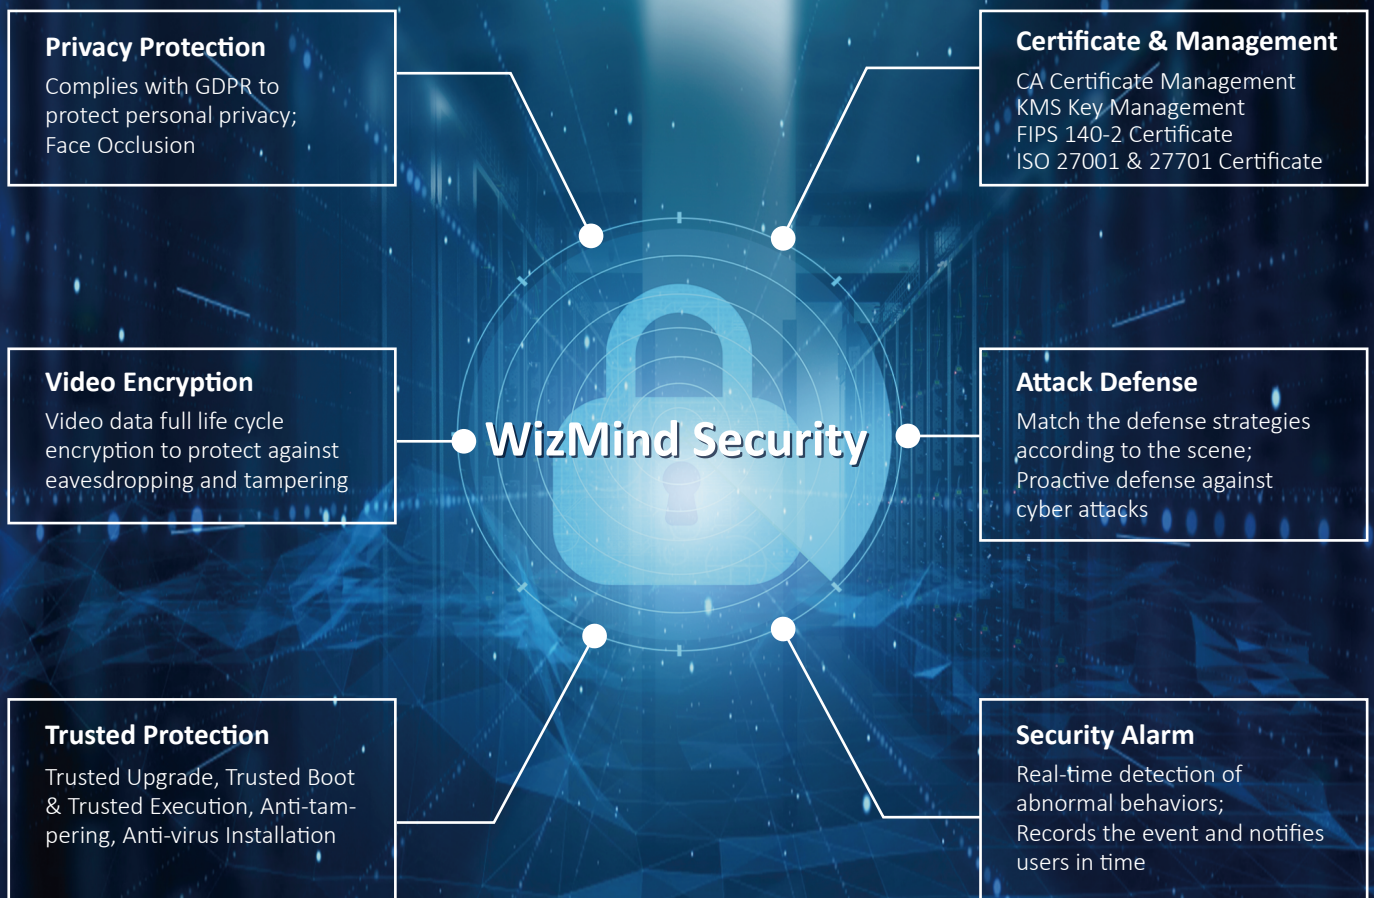 Privacy Protection
Complies with GDPR to
protect personal privacy;
Face Occlusion
Certificate & Management
CA Certificate Management
KMS Key Management
FIPS 140-2 Certificate
ISO 27001 & 27701 Certificate
Video Encryption
Video data full life cycle
encryption to protect against
eavesdropping and tampering
WizMind Security
Attack Defense
Match the defense strategies
according to the scene;
Proactive defense against
cyber attacks
Trusted Protection
Trusted Upgrade, Trusted Boot
& Trusted Execution, Anti-tam-
pering, Anti-virus Installation
Security Alarm
Real-time detection of
abnormal behaviors;
Records the event and notifies
users in time